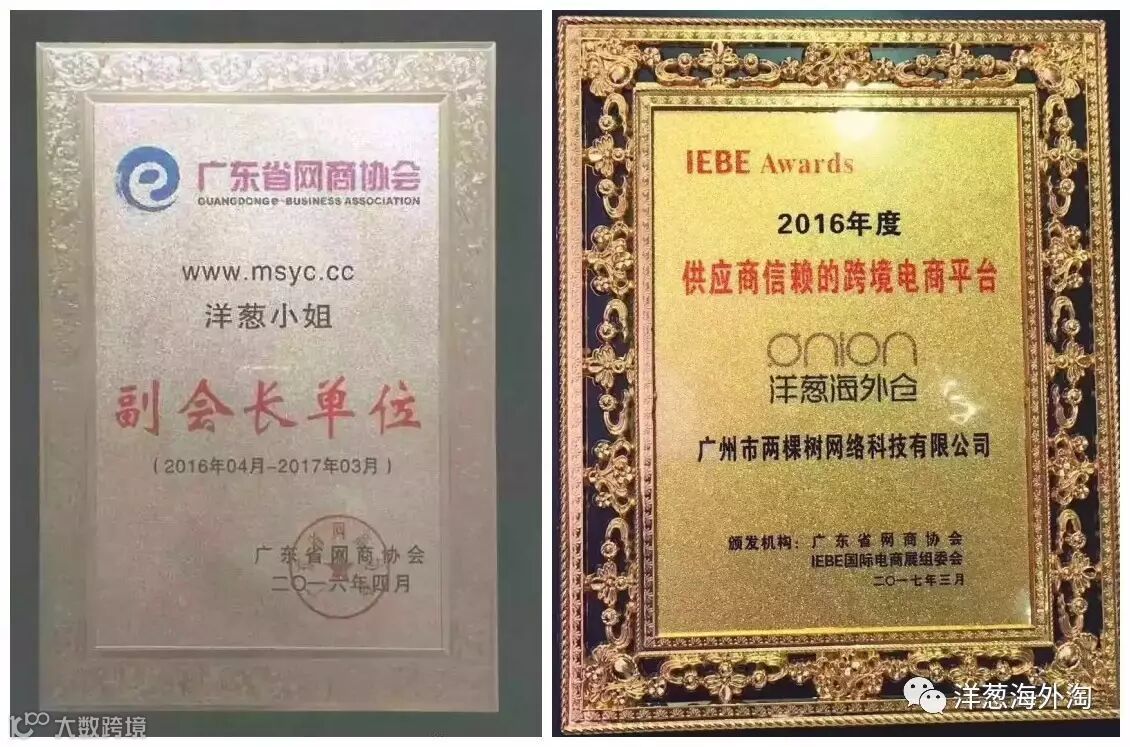 广东省网商协会
GUANGDONG e-BUSINESS ASSOCIATION
www.msyc.cc
洋葱小姐
副会长单位
（2016年04月-2017年03月）
网
广东省网商协会
二〇一六年四月
大数跨境
IEBE Awards
2016年度
供应商信赖的跨境电商平台
onion
洋葱海外仓
广州市两棵树网络科技有限公司
颁发机构：广东省网商协会
IEBE国际电商展组委会
二〇一七年三月
洋葱海外淘